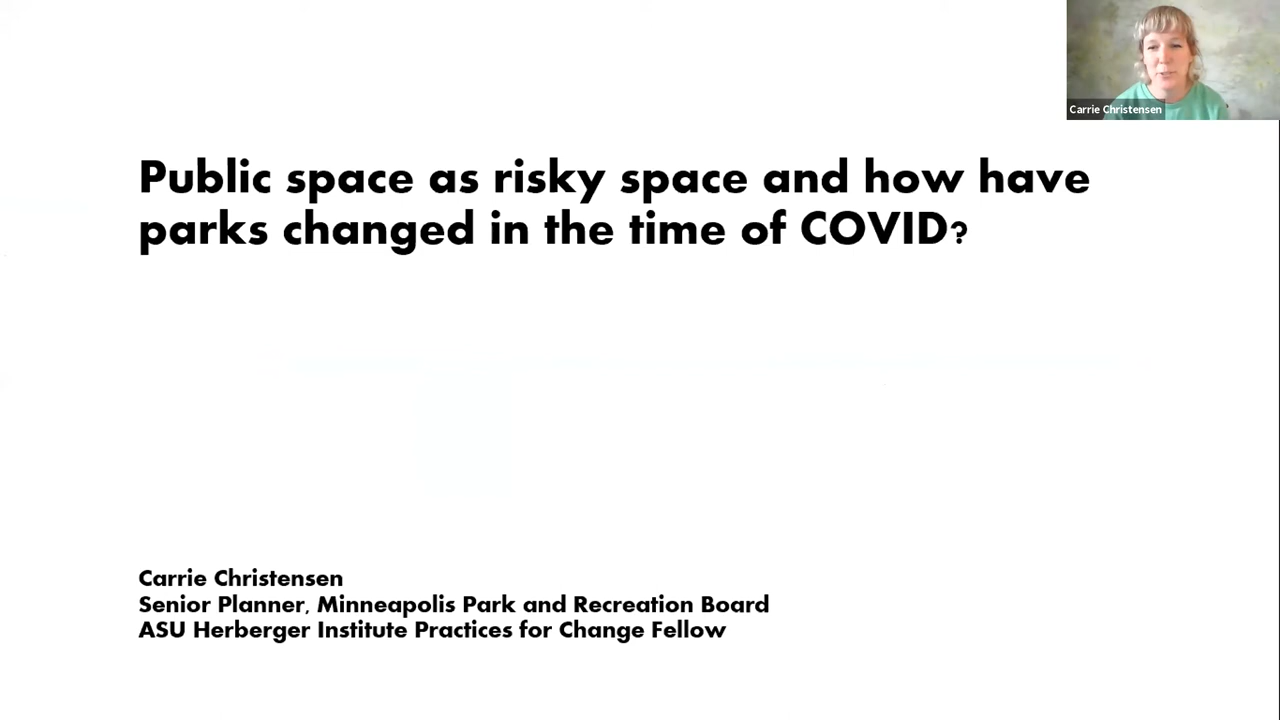 Carrie Christensen
Public space as risky space and how have
parks changed in the time of COVID?
Carrie Christensen
Senior Planner, Minneapolis Park and Recreation Board
ASU Herberger Institute Practices for Change Fellow